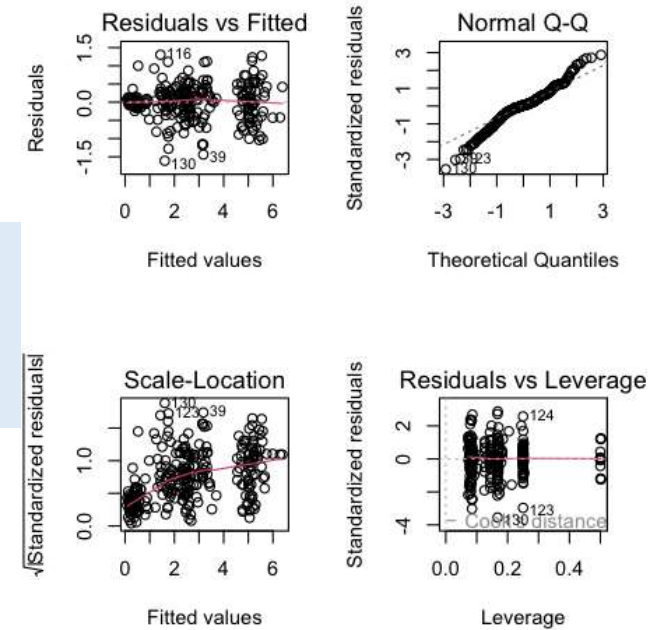 Residuals vs Fitted
Residuals
1.5
0.0
-1.5
116
130
39
0 2 4 6
Fitted values
Normal Q-Q
Standardized residuals
3
1
-1
-3
123
130
-3 -1 1 3
Theoretical Quantiles
Scale-Location
√|Standardized residuals|
1.0
0.0
130
123
39
0 2 4 6
Fitted values
Residuals vs Leverage
Standardized residuals
2
0
-4
124
123
130
Cook's distance
0.0 0.2 0.4
Leverage